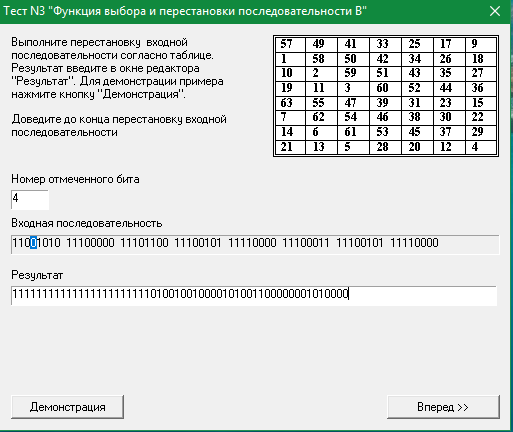 Тест N3 "Функция выбора и перестановки последовательности B"
Выполните перестановку входной
последовательности согласно таблице.
Результат введите в окне редактора
"Результат". Для демонстрации примера
нажмите кнопку "Демонстрация".
Доведите до конца перестановку входной
последовательности
57 49 41 33 25 17 9
1 58 50 42 34 26 18
10 2 59 51 43 35 27
19 11 3 60 52 44 36
63 55 47 39 31 23 15
7 62 54 46 38 30 22
14 6 61 53 45 37 29
21 13 5 28 20 12 4
Номер отмеченного бита
4
Входная последовательность
11001010 11100000 11101100 11100101 11110000 11100011 11100101 11110000
Результат
11111111111111111111111010010010000101001100000001010000
Демонстрация
Вперед >>